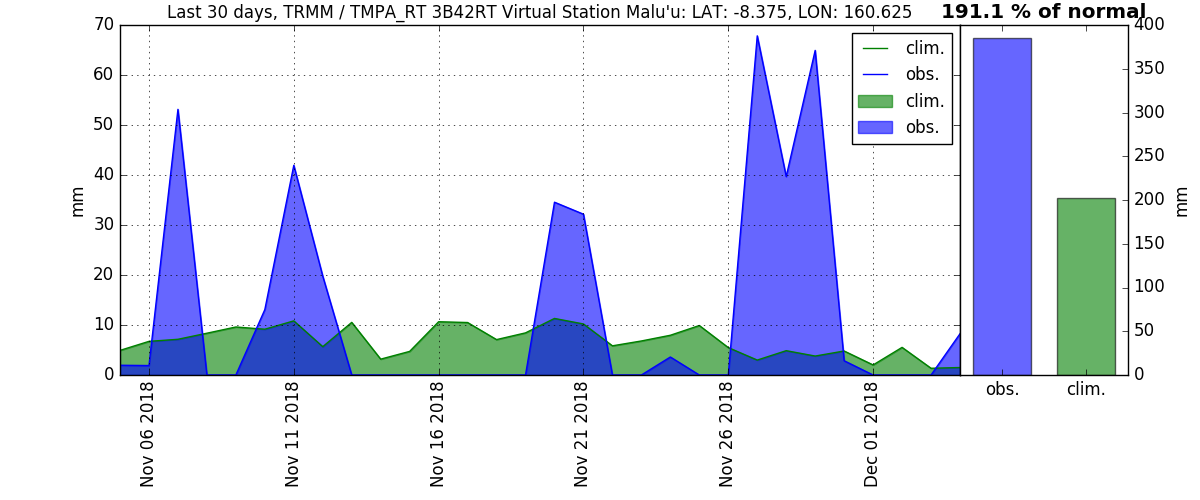 Last 30 days, TRMM / TMPA_RT 3B42RT Virtual Station Malu'u: LAT: -8.375, LON: 160.625
191.1 % of normal
70
60
50
40
30
20
10
0
mm
clim.
obs.
clim.
obs.
400
350
300
250
200
150
100
50
0
mm
Nov 06 2018
Nov 11 2018
Nov 16 2018
Nov 21 2018
Nov 26 2018
Dec 01 2018
obs.
clim.